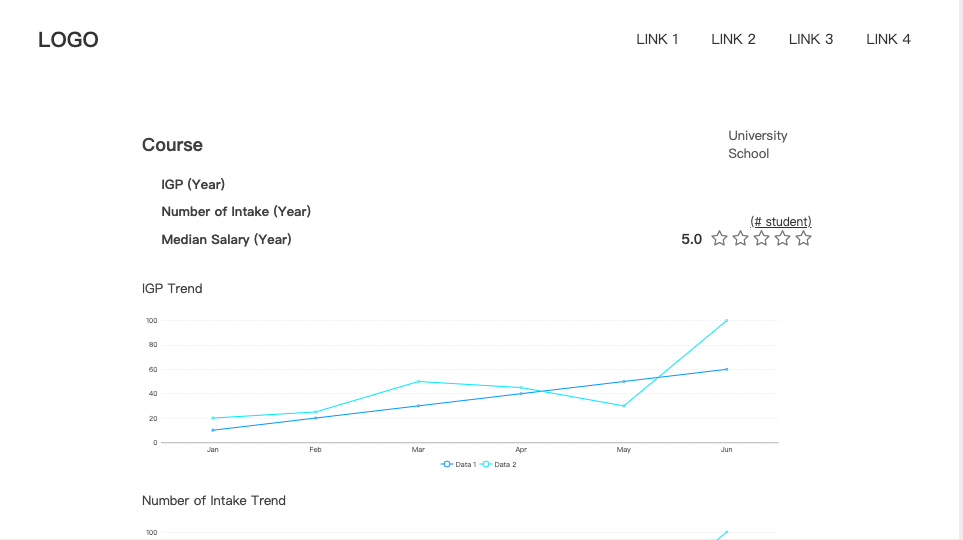 LOGO
LINK 1 LINK 2 LINK 3 LINK 4
Course
University
School
IGP (Year)
Number of Intake (Year)
(# student)
Median Salary (Year)
5.0
IGP Trend
100
80
60
40
20
0
Jan Feb Mar Apr May Jun
Data 1 Data 2
Number of Intake Trend
100